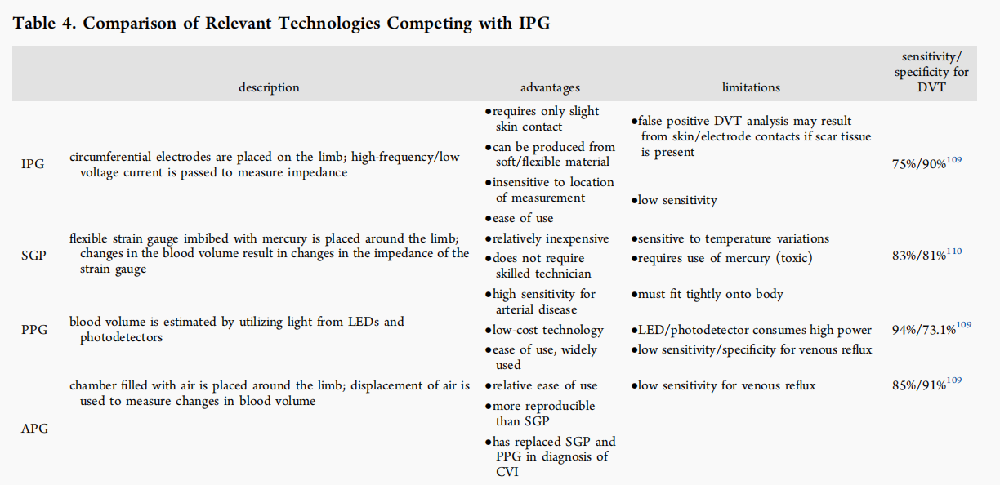 Table 4. Comparison of Relevant Technologies Competing with IPG
description
advantages
limitations
sensitivity/
specificity for
DVT
IPG
circumferential electrodes are placed on the limb; high-frequency/low
voltage current is passed to measure impedance
●requires only slight
skin contact
●can be produced from
soft/flexible material
●insensitive to location
of measurement
●ease of use
●false positive DVT analysis may result
from skin/electrode contacts if scar tissue
is present
●low sensitivity
75%/90%109
SGP
flexible strain gauge imbibed with mercury is placed around the limb;
changes in the blood volume result in changes in the impedance of the
strain gauge
●relatively inexpensive
●does not require
skilled technician
●sensitive to temperature variations
●requires use of mercury (toxic)
83%/81%110
●high sensitivity for
arterial disease
●must fit tightly onto body
PPG
blood volume is estimated by utilizing light from LEDs and
photodetectors
●low-cost technology
●ease of use, widely
used
●LED/photodetector consumes high power
●low sensitivity/specificity for venous reflux
94%/73.1%109
APG
chamber filled with air is placed around the limb; displacement of air is
used to measure changes in blood volume
●relative ease of use
●more reproducible
than SGP
●has replaced SGP and
PPG in diagnosis of
CVI
●low sensitivity for venous reflux
85%/91%109